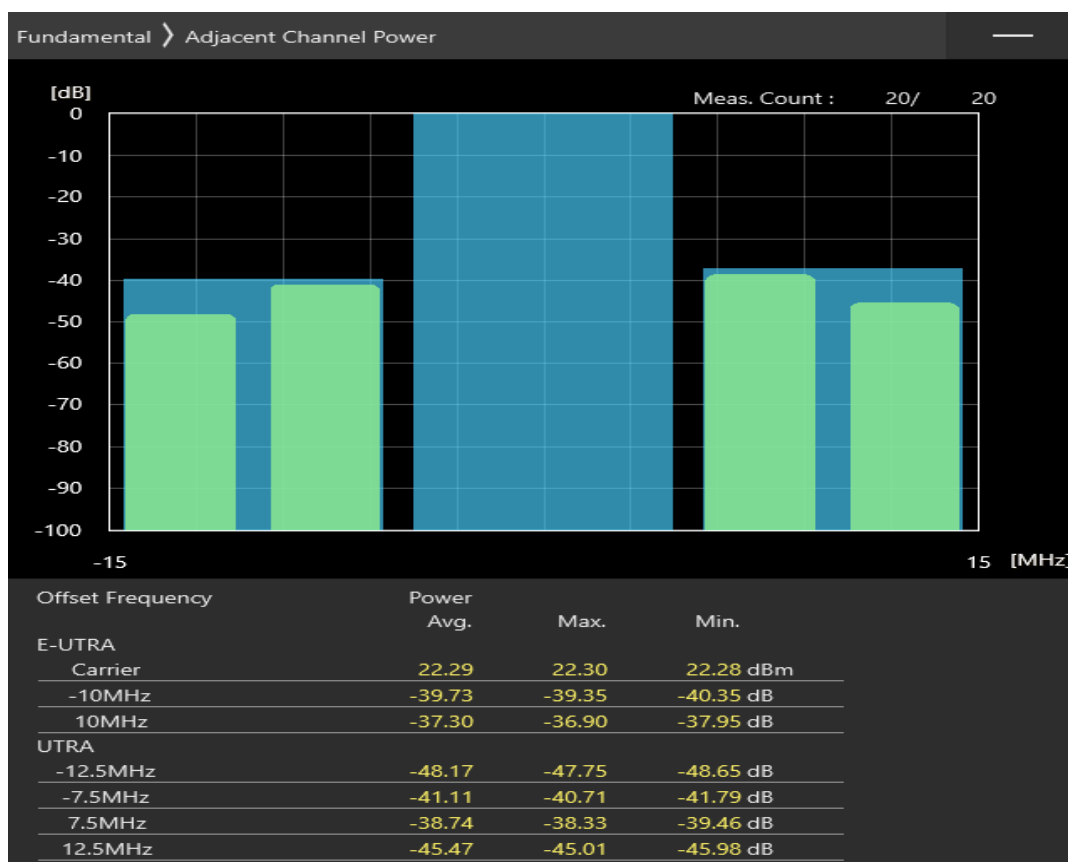 Fundamental ❯ Adjacent Channel Power
[dB]
Meas. Count : 20/ 20
0
-10
-20
-30
-40
-50
-60
-70
-80
-90
-100
-15 15 [MHz]
Offset Frequency Power
Avg. Max. Min.
E-UTRA
Carrier 22.29 22.30 22.28 dBm
-10MHz -39.73 -39.35 -40.35 dB
10MHz -37.30 -36.90 -37.95 dB
UTRA
-12.5MHz -48.17 -47.75 -48.65 dB
-7.5MHz -41.11 -40.71 -41.79 dB
7.5MHz -38.74 -38.33 -39.46 dB
12.5MHz -45.47 -45.01 -45.98 dB